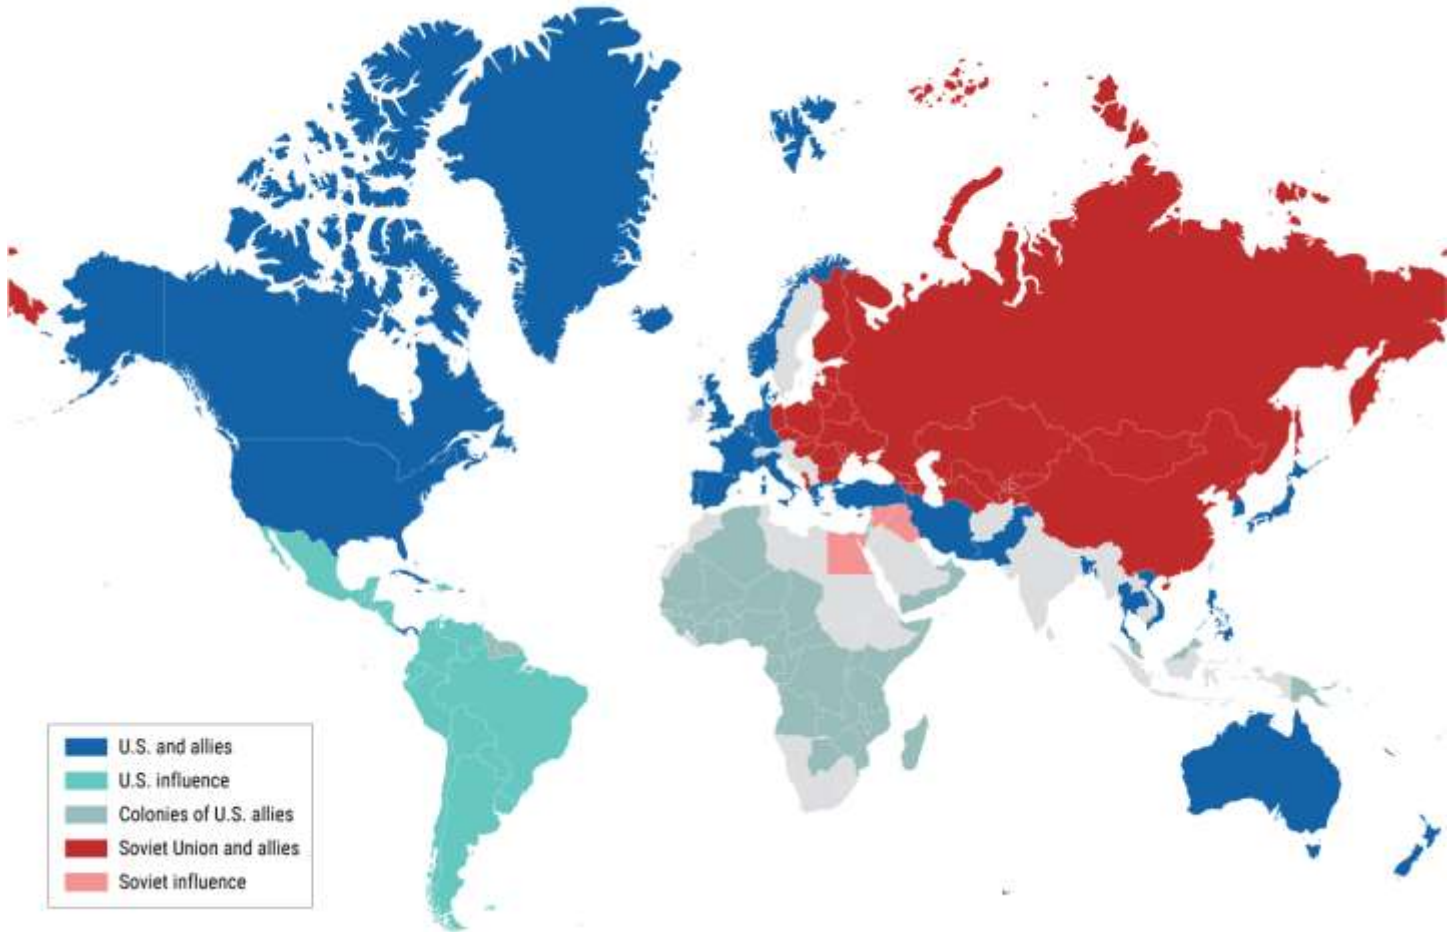 U.S. and allies
U.S. influence
Colonies of U.S. allies
Soviet Union and allies
Soviet influence